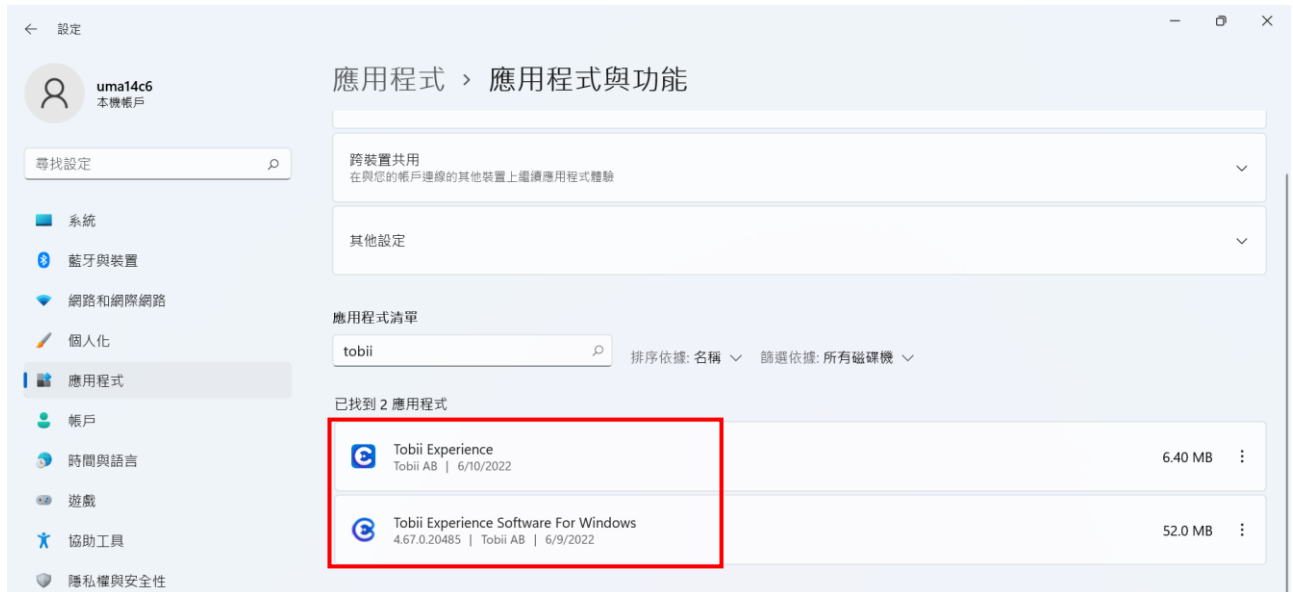 設定
uma14c6
本機帳戶
尋找設定
系統
藍牙與裝置
網路和網際網路
個人化
應用程式
帳戶
時間與語言
遊戲
協助工具
隱私權與安全性
應用程式 › 應用程式與功能
跨裝置共用
在與您的帳戶連線的其他裝置上繼續應用程式體驗
其他設定
應用程式清單
tobii
排序依據: 名稱 篩選依據: 所有磁碟機
已找到 2 應用程式
Tobii Experience
Tobii AB | 6/10/2022
6.40 MB
Tobii Experience Software For Windows
4.67.0.20485 | Tobii AB | 6/9/2022
52.0 MB